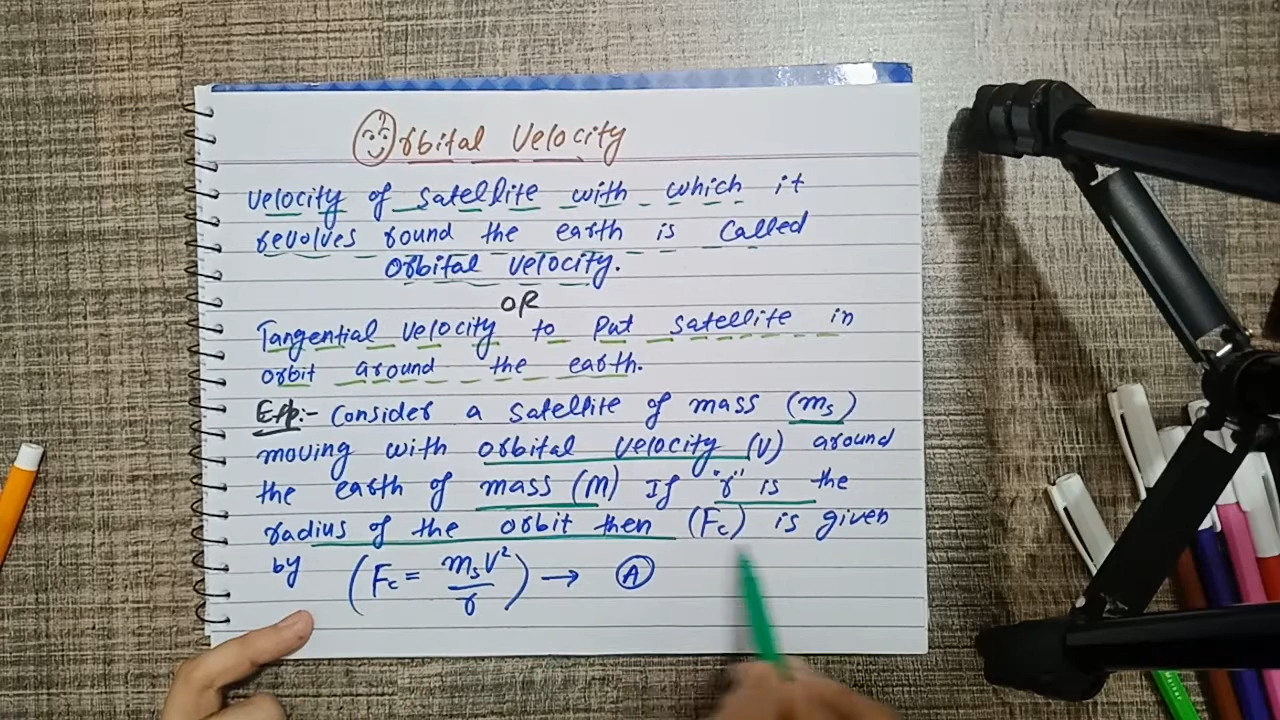 Orbital Velocity
Velocity of satellite with which it
revolves round the earth is called
Orbital velocity.
OR
Tangential velocity to Put satellite in
orbit around the earth.
Exp:- Consider a satellite of mass (ms)
moving with orbital velocity (V) around
the earth of mass (M) If "r" is the
radius of the orbit then (Fc) is given
by (Fc = msV²/r) → Ⓐ